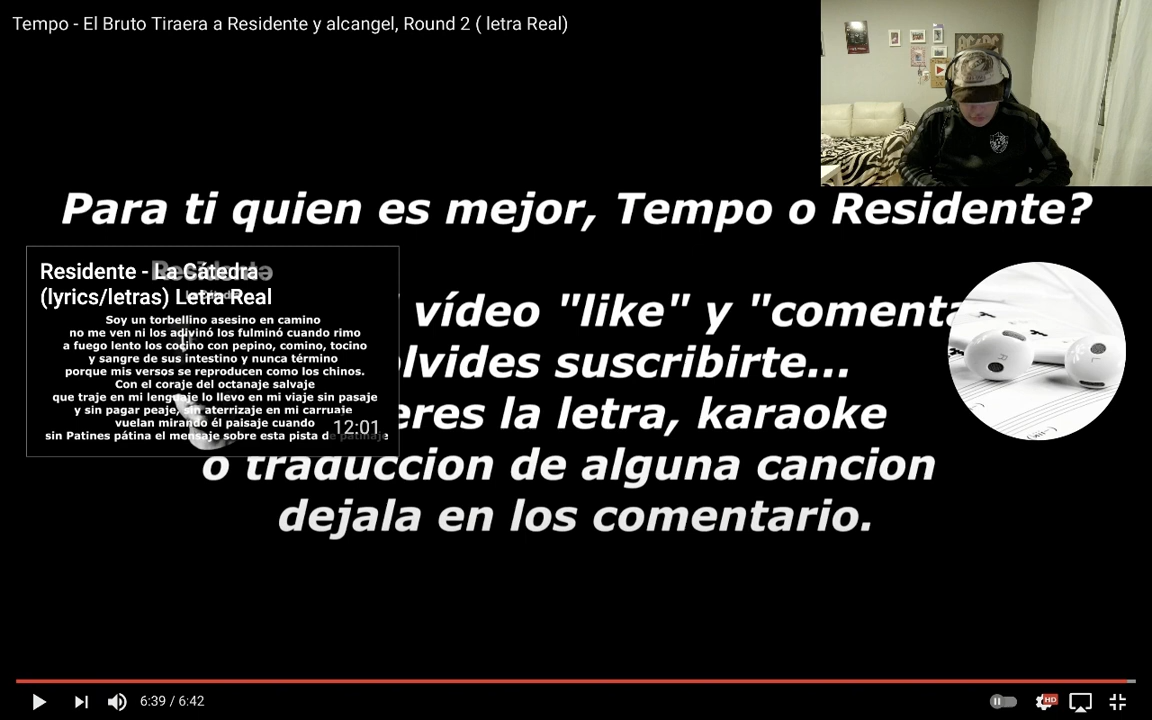 Tempo - El Bruto Tiraera a Residente y alcangel, Round 2 ( letra Real)
AC DC
Para ti quien es mejor, Tempo o Residente?
vídeo "like" y "comenta
lvides suscribirte...
eres la letra, karaoke
o traduccion de alguna cancion
dejala en los comentario.
Residente - La Cátedra
(lyrics/letras) Letra Real
Residente
Soy un torbellino asesino en camino
no me ven ni los adivinó los fulminó cuando rimo
a fuego lento los cocino con pepino, comino, tocino
y sangre de sus intestino y nunca término
porque mis versos se reproducen como los chinos.
Con el coraje del octanaje salvaje
que traje en mi lenguaje lo llevo en mi viaje sin pasaje
y sin pagar peaje, sin aterrizaje en mi carruaje
vuelan mirando él paisaje cuando
sin Patines pátina el mensaje sobre esta pista de patinaje
12:01
R
L
6:39 / 6:42
HD